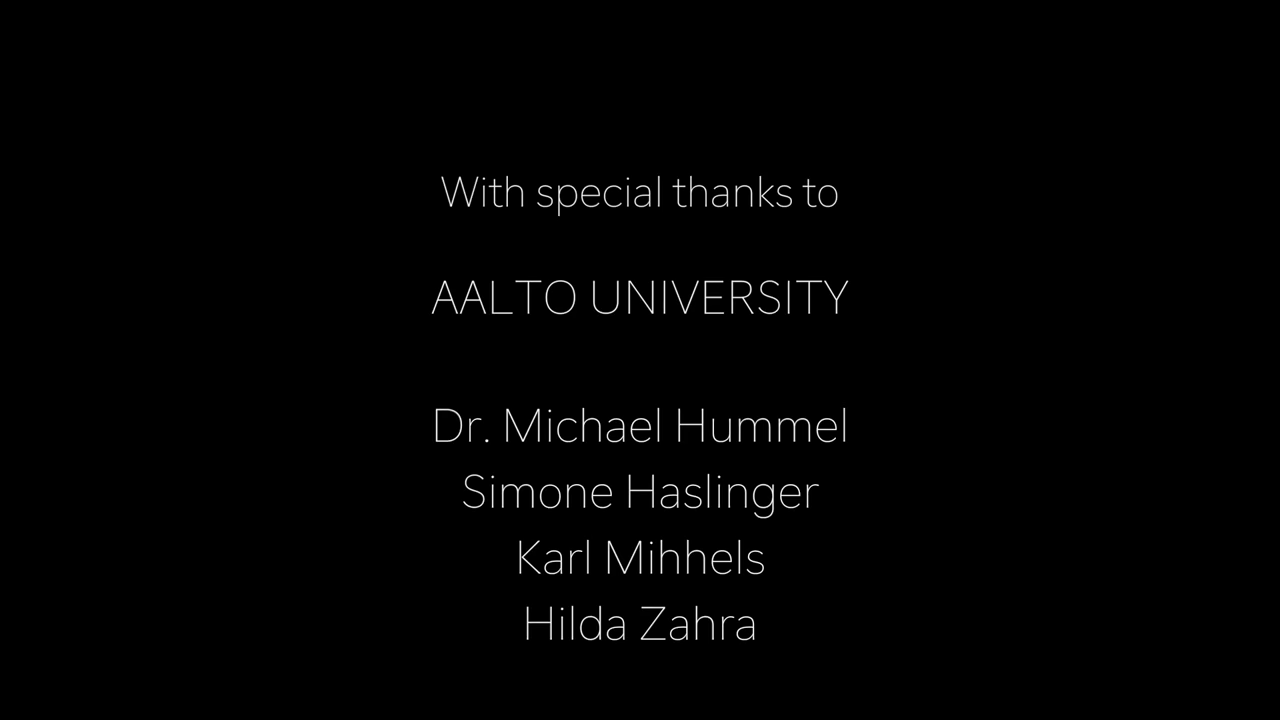 With special thanks to
AALTO UNIVERSITY
Dr. Michael Hummel
Simone Haslinger
Karl Mihhels
Hilda Zahra